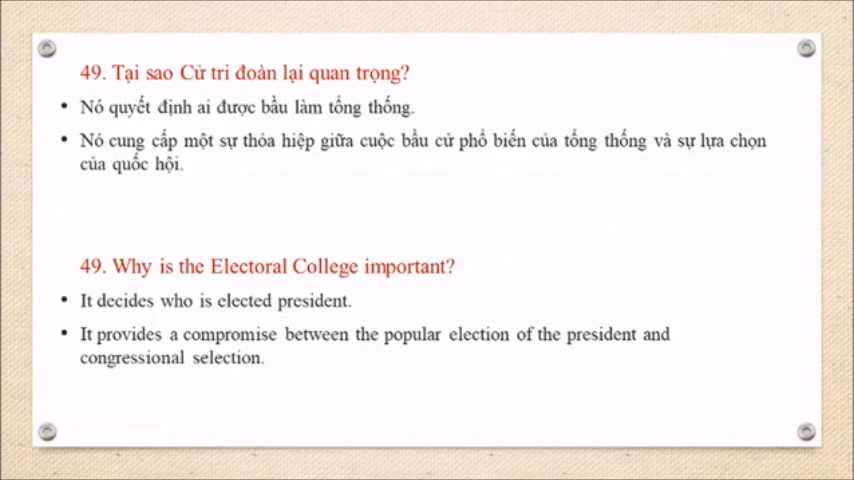 49. Tại sao Cử tri đoàn lại quan trọng?
• Nó quyết định ai được bầu làm tổng thống.
• Nó cung cấp một sự thỏa hiệp giữa cuộc bầu cử phổ biến của tổng thống và sự lựa chọn
của quốc hội.
49. Why is the Electoral College important?
• It decides who is elected president.
• It provides a compromise between the popular election of the president and
congressional selection.